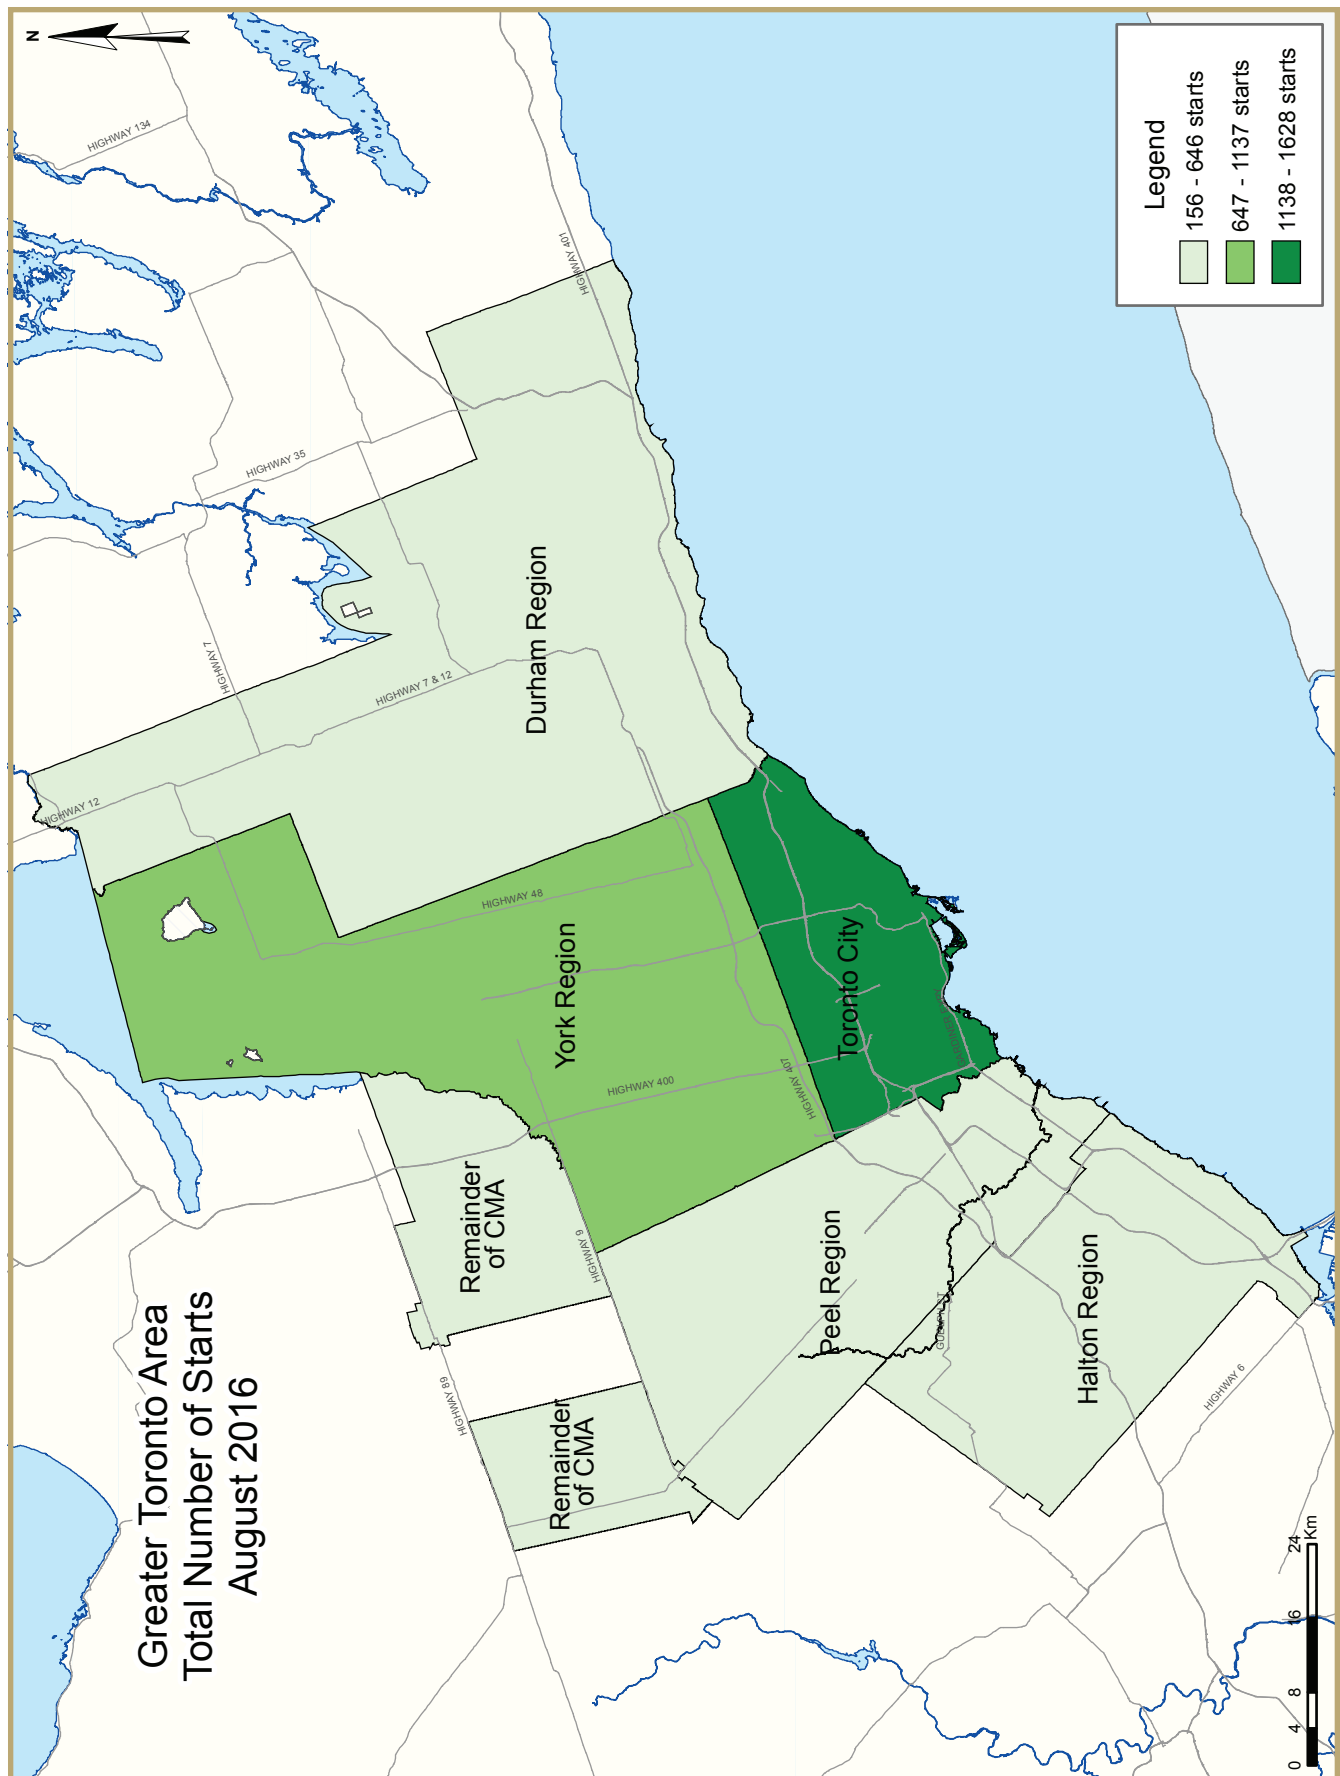 Greater Toronto Area
Total Number of Starts
August 2016
N
HIGHWAY 134
HIGHWAY 401
HIGHWAY 35
HIGHWAY 7
HIGHWAY 7 & 12
HIGHWAY 12
Durham Region
HIGHWAY 48
York Region
HIGHWAY 400
HIGHWAY 407
Toronto City
Remainder
of CMA
HIGHWAY 9
HIGHWAY 89
Remainder
of CMA
Peel Region
Halton Region
HIGHWAY 6
Legend
156 - 646 starts
647 - 1137 starts
1138 - 1628 starts
0 4 8 16 24
Km